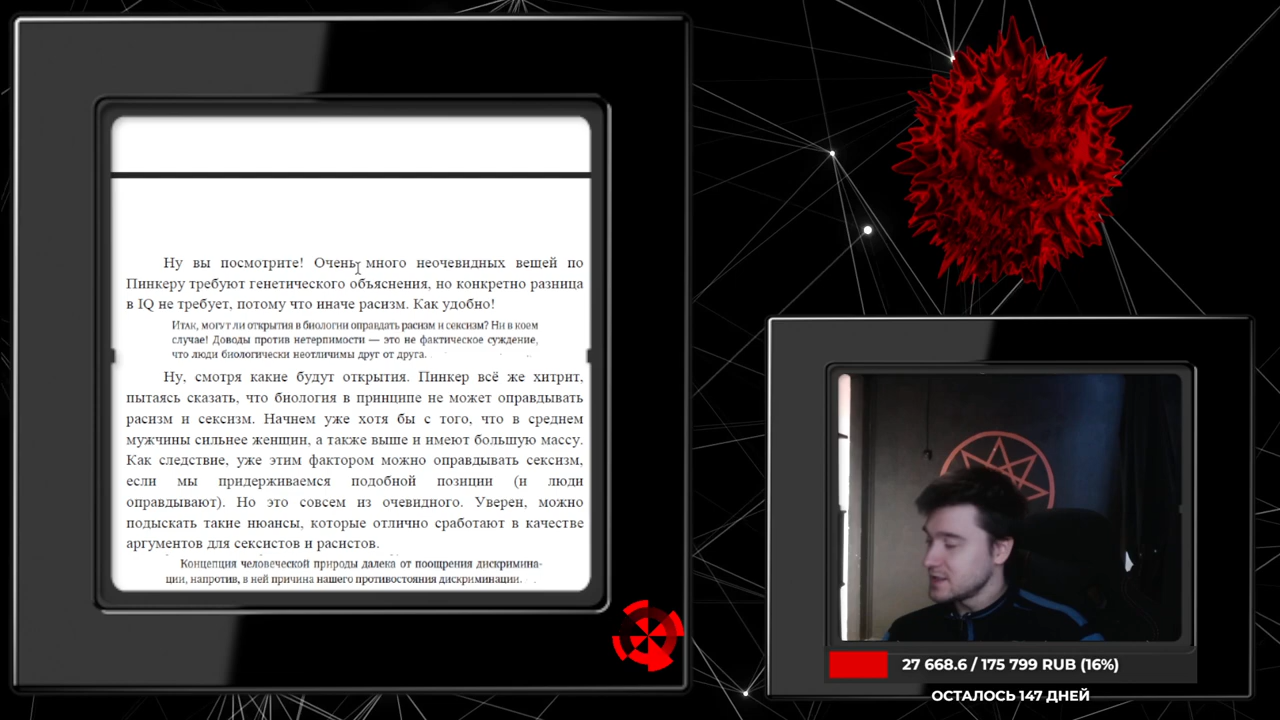 Ну вы посмотрите! Очень много неочевидных вещей по
Пинкеру требуют генетического объяснения, но конкретно разница
в IQ не требует, потому что иначе расизм. Как удобно!
Итак, могут ли открытия в биологии оправдать расизм и сексизм? Ни в коем
случае! Доводы против нетерпимости — это не фактическое суждение,
что люди биологически неотличимы друг от друга.
Ну, смотря какие будут открытия. Пинкер всё же хитрит,
пытаясь сказать, что биология в принципе не может оправдывать
расизм и сексизм. Начнем уже хотя бы с того, что в среднем
мужчины сильнее женщин, а также выше и имеют большую массу.
Как следствие, уже этим фактором можно оправдывать сексизм,
если мы придерживаемся подобной позиции (и люди
оправдывают). Но это совсем из очевидного. Уверен, можно
подыскать такие нюансы, которые отлично сработают в качестве
аргументов для сексистов и расистов.
Концепция человеческой природы далека от поощрения дискримина-
ции, напротив, в ней причина нашего противостояния дискриминации.
27 668.6 / 175 799 RUB (16%)
ОСТАЛОСЬ 147 ДНЕЙ